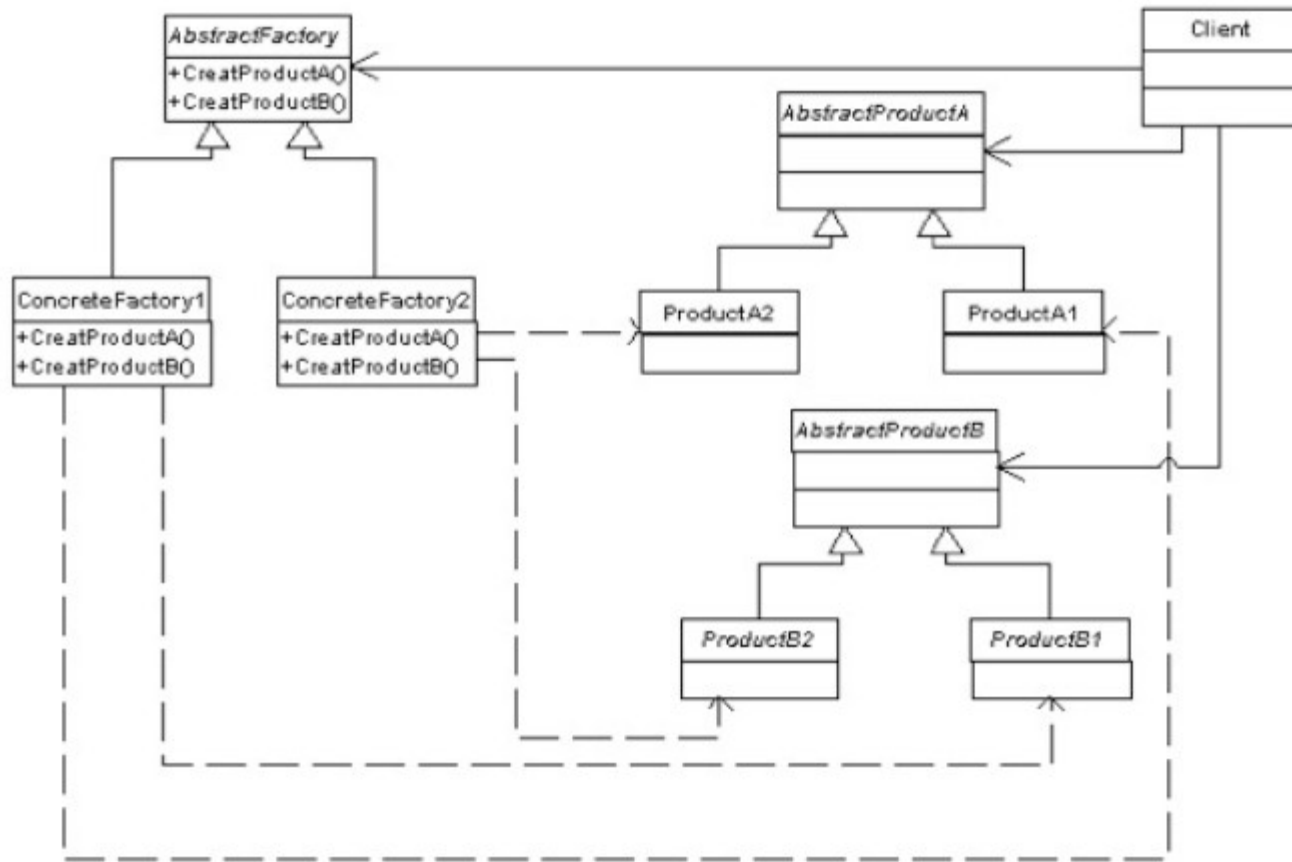 AbstractFactory
+CreatProductA()
+CreatProductB()
Client
AbstractProductA
ConcreteFactory1
+CreatProductA()
+CreatProductB()
ConcreteFactory2
+CreatProductA()
+CreatProductB()
ProductA2
ProductA1
AbstractProductB
ProductB2
ProductB1